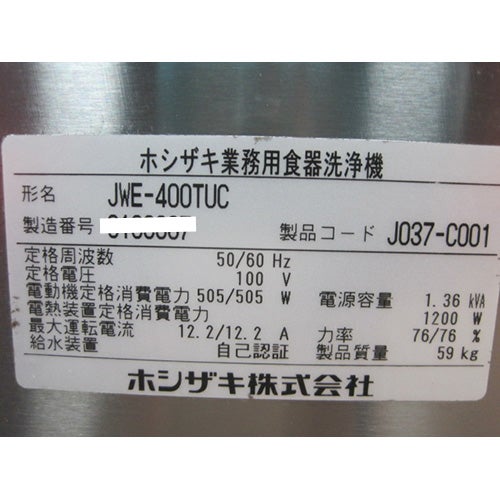 ホシザキ業務用食器洗浄機
形名 JWE-400TUC
製造番号 製品コード J037-C001
定格周波数 50/60 Hz
定格電圧 100 V
電動機定格消費電力 505/505 W 電源容量 1.36 kVA
電熱装置定格消費電力 1200 W
最大運転電流 12.2/12.2 A 力率 76/76 %
給水装置 自己認証 製品質量 59 kg
ホシザキ株式会社